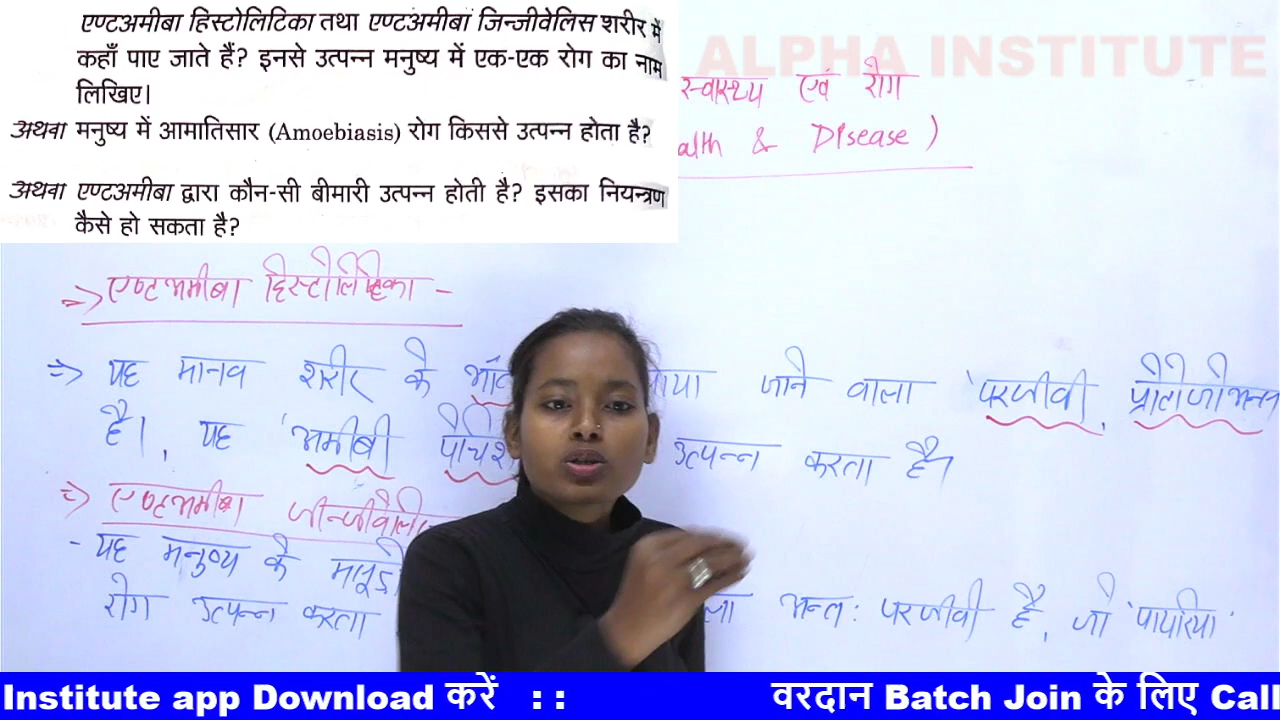 एण्टअमीबा हिस्टोलिटिका तथा एण्टअमीबा जिन्जीवेलिस शरीर में
कहाँ पाए जाते हैं? इनसे उत्पन्न मनुष्य में एक-एक रोग का नाम
लिखिए।
अथवा मनुष्य में आमातिसार (Amoebiasis) रोग किससे उत्पन्न होता है?
अथवा एण्टअमीबा द्वारा कौन-सी बीमारी उत्पन्न होती है? इसका नियन्त्रण
कैसे हो सकता है?
ALPHA INSTITUTE
स्वास्थ्य एवं रोग
alth & Disease )
=> एण्टअमीबा हिस्टोलिटिका -
=> यह मानव शरीर के जाने वाला 'परजीवी, प्रोटोजोअन्स
है।, यह 'अमीबी उत्पन्न करता है।
=> एण्टअमीबा
- यह मनुष्य के अन्त: परजीवी है, जो 'पायरिया'
रोग उत्पन्न करता
Institute app Download करें : : वरदान Batch Join के लिए Call